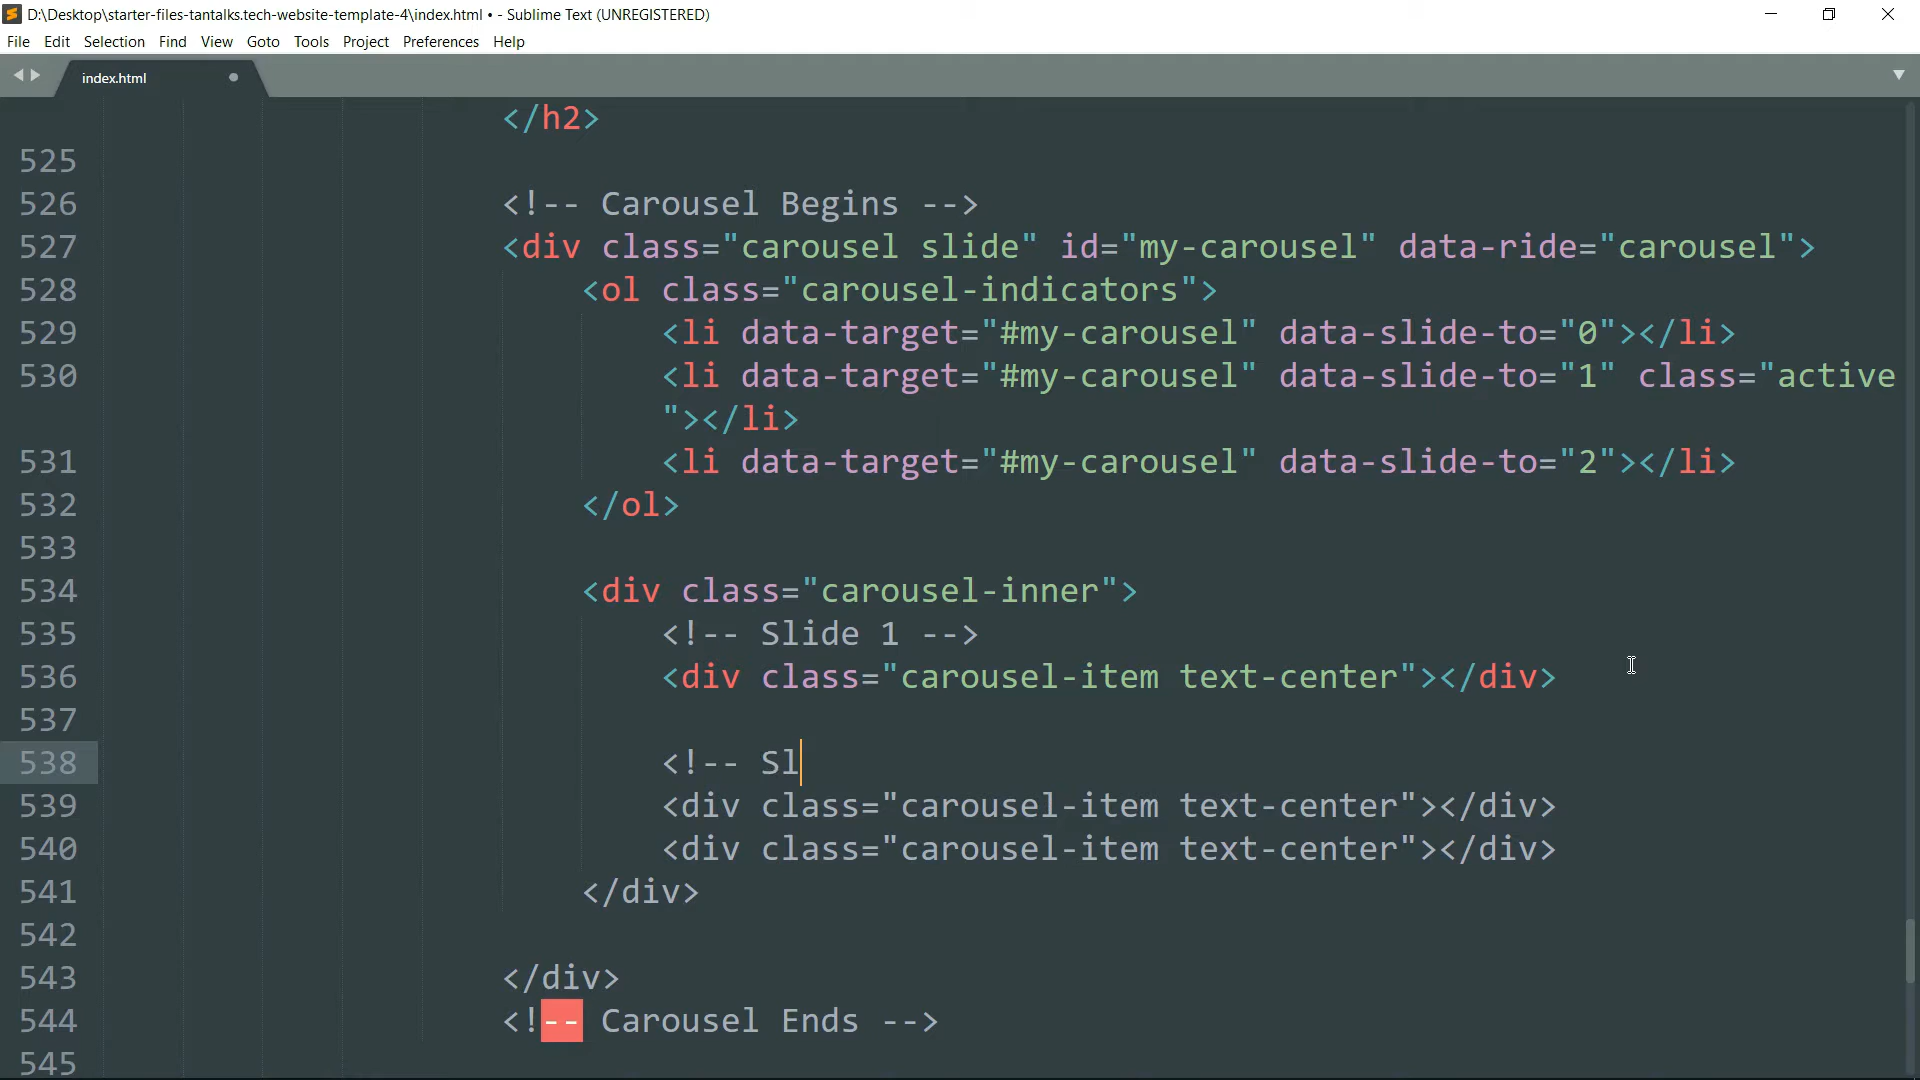 D:\Desktop\starter-files-tantalks.tech-website-template-4\index.html • - Sublime Text (UNREGISTERED)
File Edit Selection Find View Goto Tools Project Preferences Help
index.html
</h2>
525
526 <!-- Carousel Begins -->
527 <div class="carousel slide" id="my-carousel" data-ride="carousel">
528 <ol class="carousel-indicators">
529 <li data-target="#my-carousel" data-slide-to="0"></li>
530 <li data-target="#my-carousel" data-slide-to="1" class="active
"></li>
531 <li data-target="#my-carousel" data-slide-to="2"></li>
532 </ol>
533
534 <div class="carousel-inner">
535 <!-- Slide 1 -->
536 <div class="carousel-item text-center"></div>
537
538 <!-- Sl
539 <div class="carousel-item text-center"></div>
540 <div class="carousel-item text-center"></div>
541 </div>
542
543 </div>
544 <!-- Carousel Ends -->
545